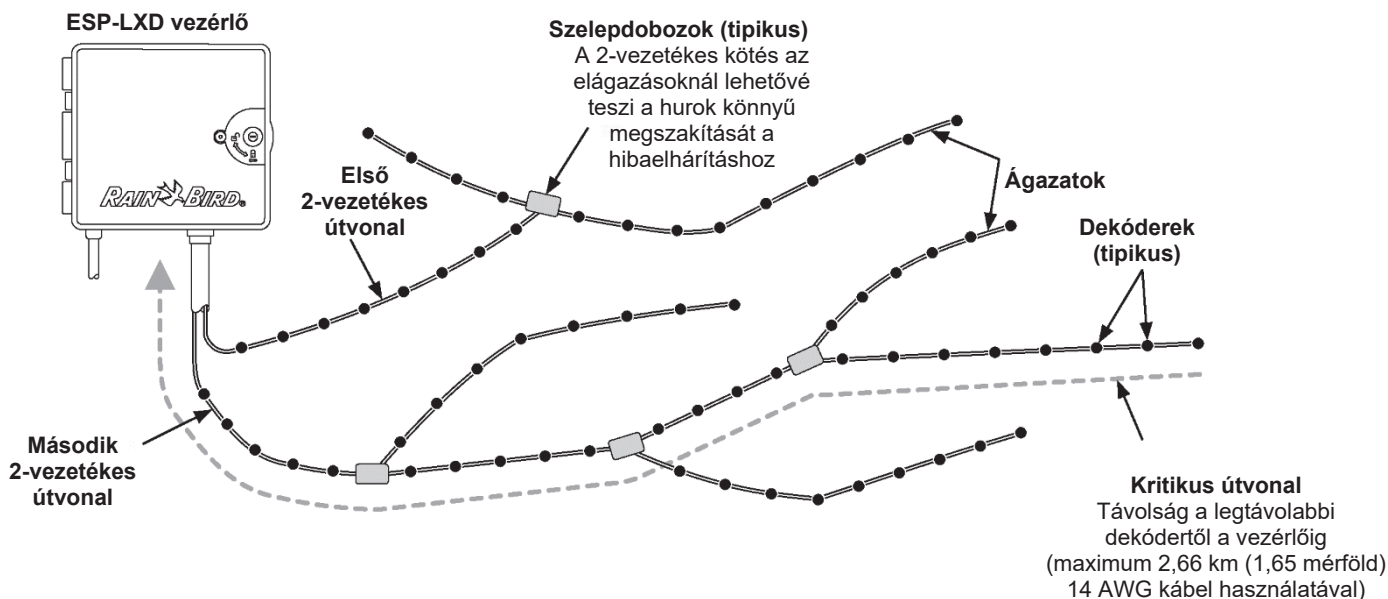 ESP-LXD vezérlő
Szelepdobozok (tipikus)
A 2-vezetékes kötés az
elágazásoknál lehetővé
teszi a hurok könnyű
megszakítását a
hibaelhárításhoz
RAIN BIRD®
Első
2-vezetékes
útvonal
Ágazatok
Dekóderek
(tipikus)
Második
2-vezetékes
útvonal
Kritikus útvonal
Távolság a legtávolabbi
dekódertől a vezérlőig
(maximum 2,66 km (1,65 mérföld)
14 AWG kábel használatával)